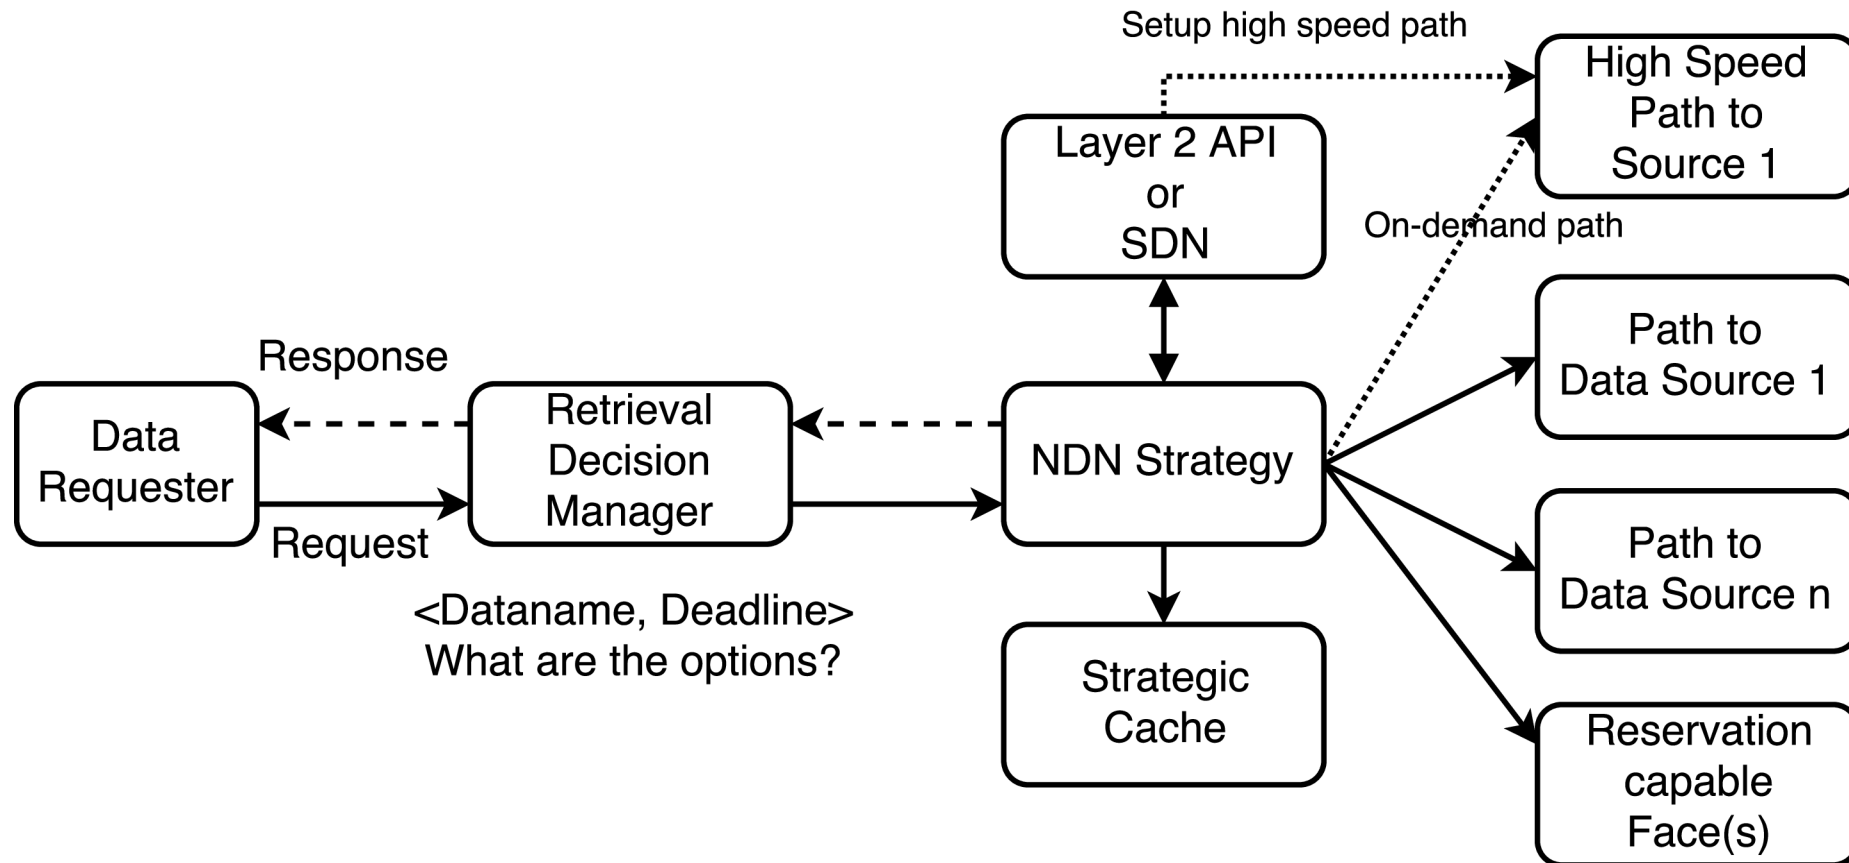 Setup high speed path
High Speed
Path to
Source 1
Layer 2 API
or
SDN
On-demand path
Path to
Data Source 1
Response
Data
Requester
Retrieval
Decision
Manager
NDN Strategy
Request
Path to
Data Source n
<Dataname, Deadline>
What are the options?
Strategic
Cache
Reservation
capable
Face(s)